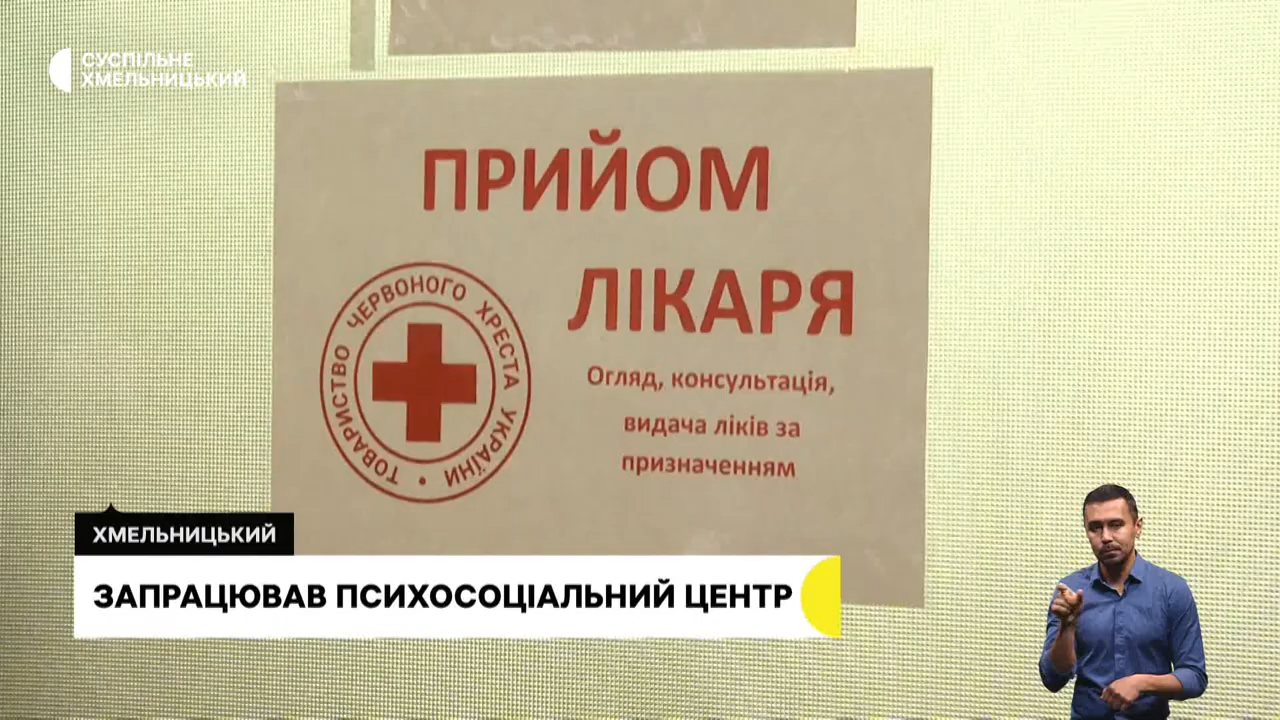 СУСПІЛЬНЕ
ХМЕЛЬНИЦЬКИЙ
ПРИЙОМ
ЛІКАРЯ
ТОВАРИСТВО ЧЕРВОНОГО ХРЕСТА УКРАЇНИ •
Огляд, консультація,
видача ліків за
призначенням
ХМЕЛЬНИЦЬКИЙ
ЗАПРАЦЮВАВ ПСИХОСОЦІАЛЬНИЙ ЦЕНТР